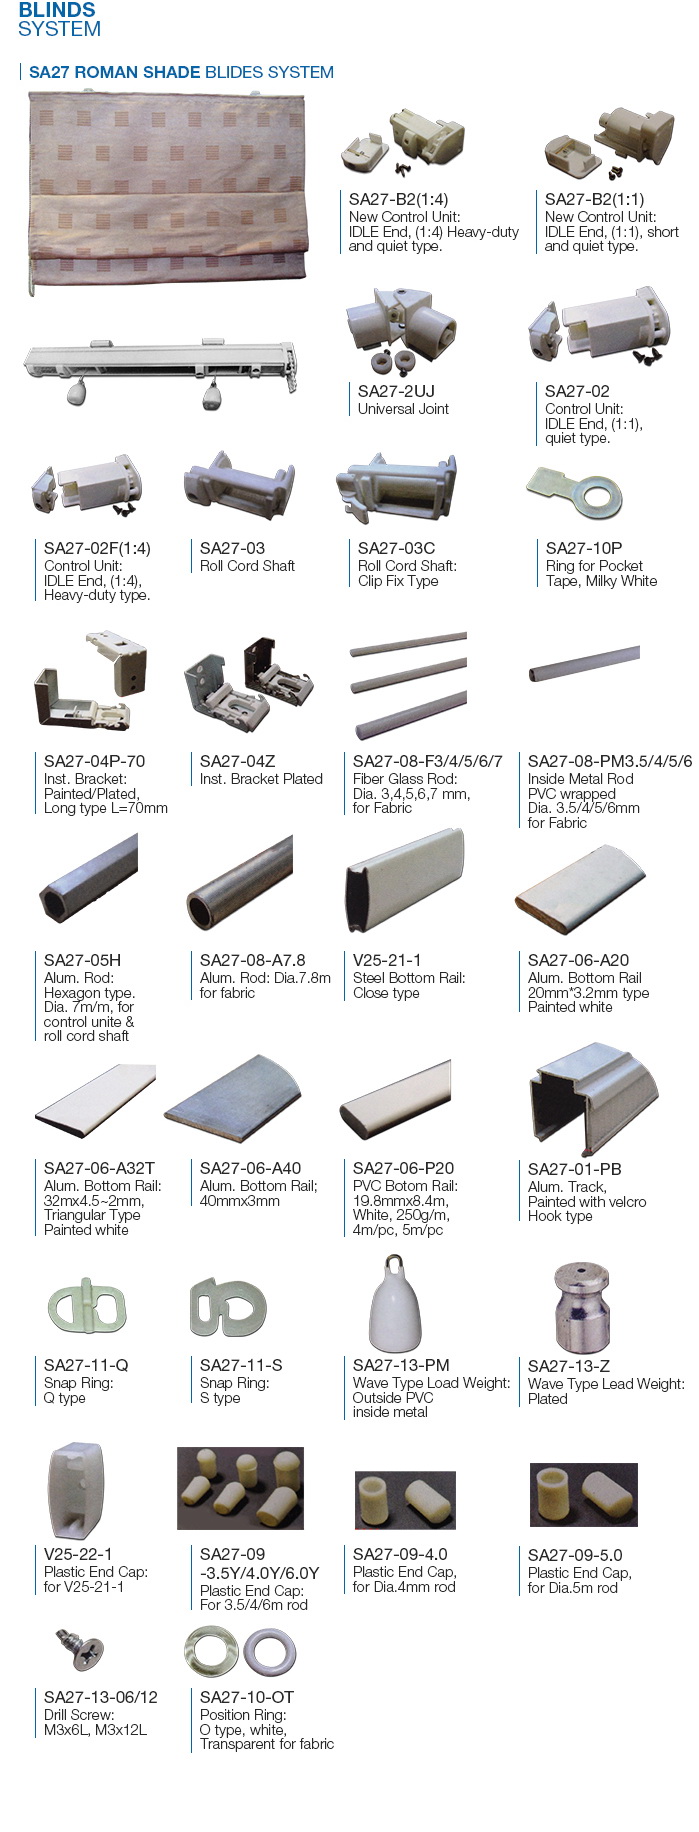 BLINDS
SYSTEM
SA27 ROMAN SHADE BLIDES SYSTEM
SA27-B2(1:4)
New Control Unit:
IDLE End, (1:4) Heavy-duty
and quiet type.
SA27-B2(1:1)
New Control Unit:
IDLE End, (1:1), short
and quiet type.
SA27-2UJ
Universal Joint
SA27-02
Control Unit:
IDLE End, (1:1),
quiet type.
SA27-02F(1:4)
Control Unit:
IDLE End, (1:4),
Heavy-duty type.
SA27-03
Roll Cord Shaft
SA27-03C
Roll Cord Shaft:
Clip Fix Type
SA27-10P
Ring for Pocket
Tape, Milky White
SA27-04P-70
Inst. Bracket:
Painted/Plated,
Long type L=70mm
SA27-04Z
Inst. Bracket Plated
SA27-08-F3/4/5/6/7
Fiber Glass Rod:
Dia. 3,4,5,6,7 mm,
for Fabric
SA27-08-PM3.5/4/5/6
Inside Metal Rod
PVC wrapped
Dia. 3.5/4/5/6mm
for Fabric
SA27-05H
Alum. Rod:
Hexagon type.
Dia. 7m/m, for
control unite &
roll cord shaft
SA27-08-A7.8
Alum. Rod: Dia.7.8m
for fabric
V25-21-1
Steel Bottom Rail:
Close type
SA27-06-A20
Alum. Bottom Rail
20mm*3.2mm type
Painted white
SA27-06-A32T
Alum. Bottom Rail:
32mx4.5~2mm,
Triangular Type
Painted white
SA27-06-A40
Alum. Bottom Rail;
40mmx3mm
SA27-06-P20
PVC Botom Rail:
19.8mmx8.4m,
White, 250g/m,
4m/pc, 5m/pc
SA27-01-PB
Alum. Track,
Painted with velcro
Hook type
SA27-11-Q
Snap Ring:
Q type
SA27-11-S
Snap Ring:
S type
SA27-13-PM
Wave Type Load Weight:
Outside PVC
inside metal
SA27-13-Z
Wave Type Lead Weight:
Plated
V25-22-1
Plastic End Cap:
for V25-21-1
SA27-09
-3.5Y/4.0Y/6.0Y
Plastic End Cap:
For 3.5/4/6m rod
SA27-09-4.0
Plastic End Cap,
for Dia.4mm rod
SA27-09-5.0
Plastic End Cap,
for Dia.5m rod
SA27-13-06/12
Drill Screw:
M3x6L, M3x12L
SA27-10-OT
Position Ring:
O type, white,
Transparent for fabric